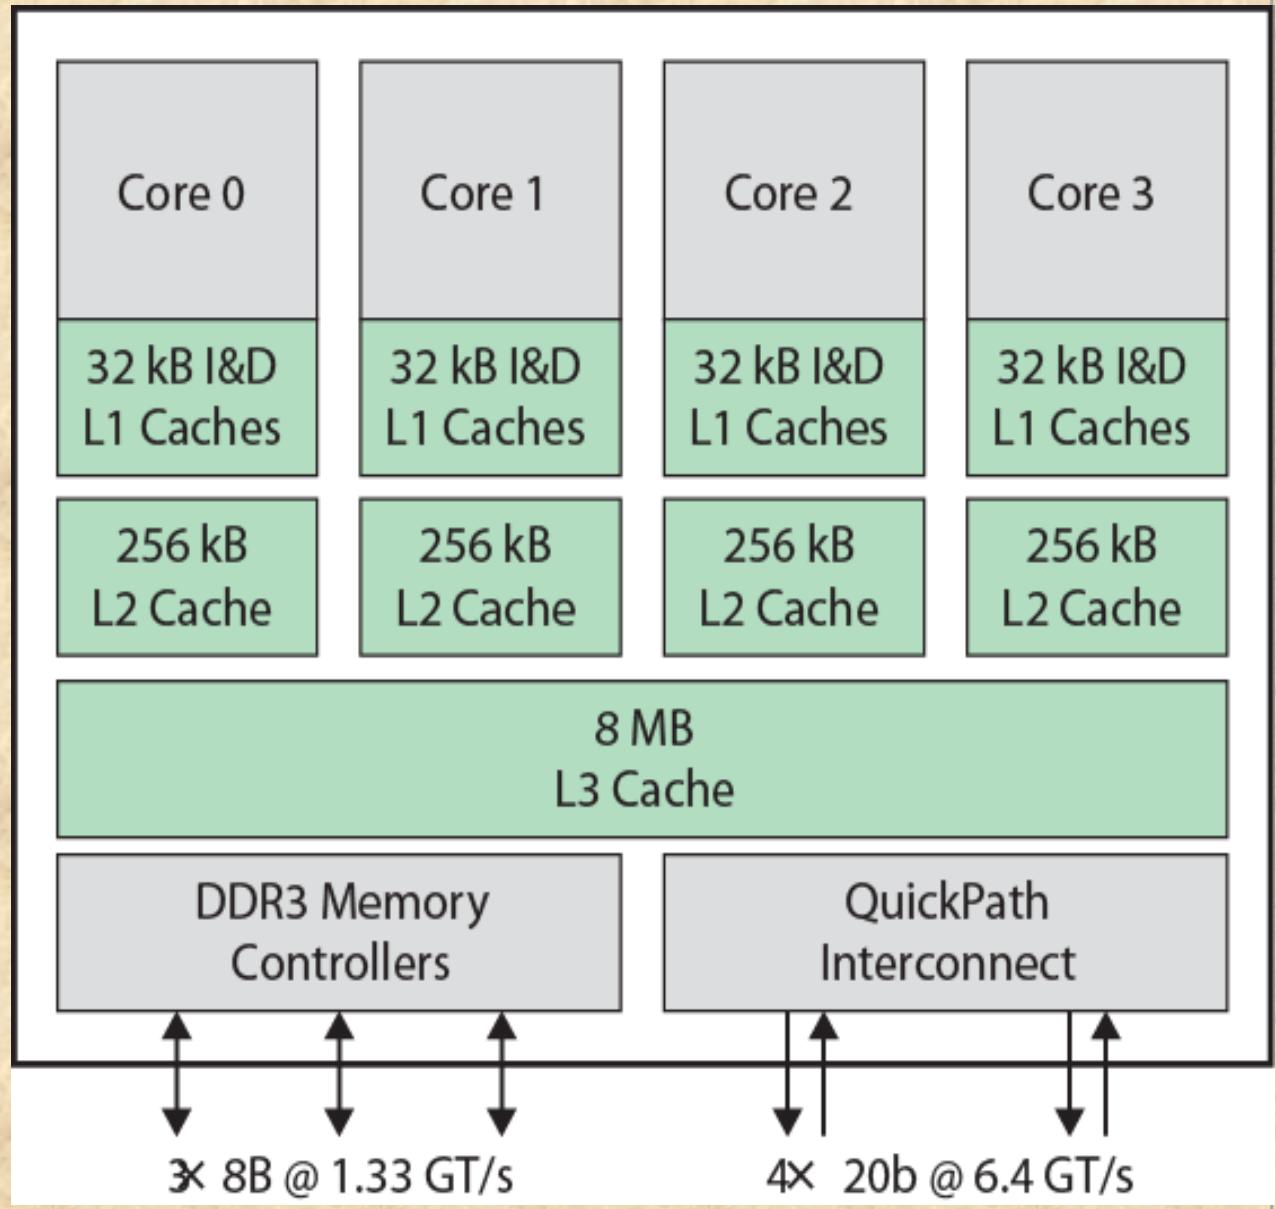 Core 0
Core 1
Core 2
Core 3
32 kB I&D
L1 Caches
32 kB I&D
L1 Caches
32 kB I&D
L1 Caches
32 kB I&D
L1 Caches
256 kB
L2 Cache
256 kB
L2 Cache
256 kB
L2 Cache
256 kB
L2 Cache
8 MB
L3 Cache
DDR3 Memory
Controllers
QuickPath
Interconnect
3× 8B @ 1.33 GT/s
4× 20b @ 6.4 GT/s